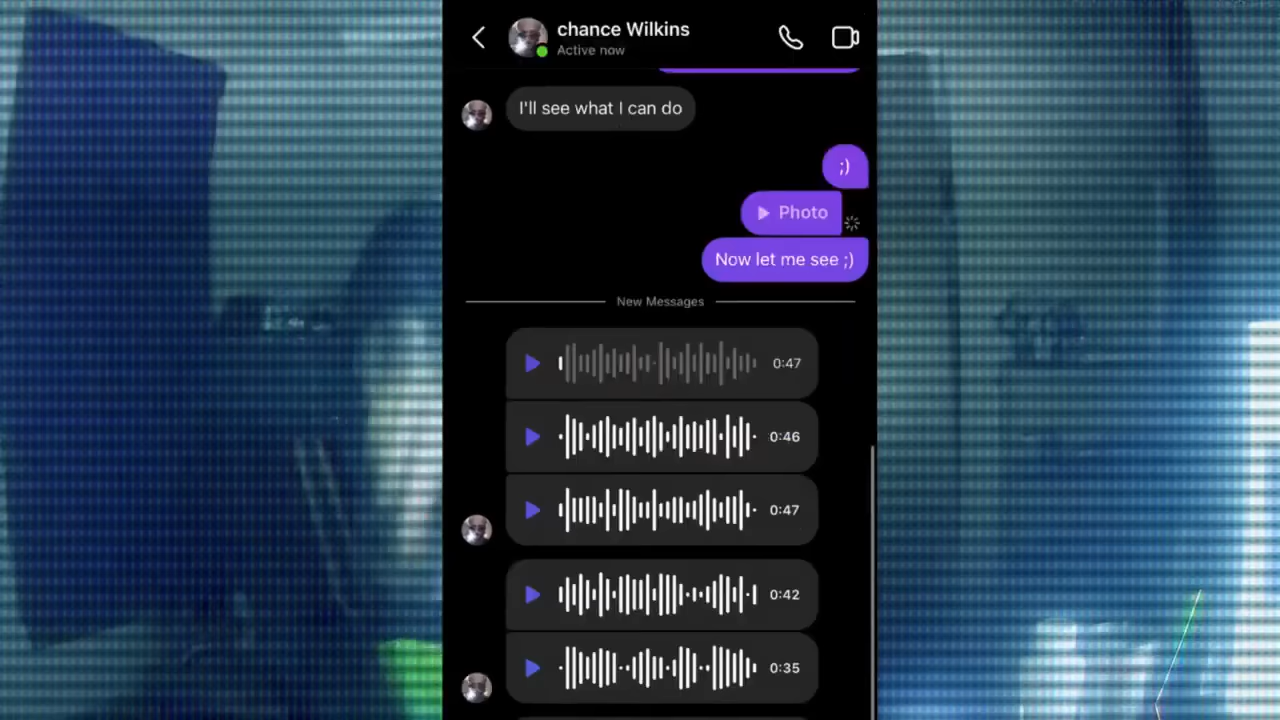 chance Wilkins
Active now
I'll see what I can do
;)
Photo
Now let me see ;)
New Messages
0:47
0:46
0:47
0:42
0:35